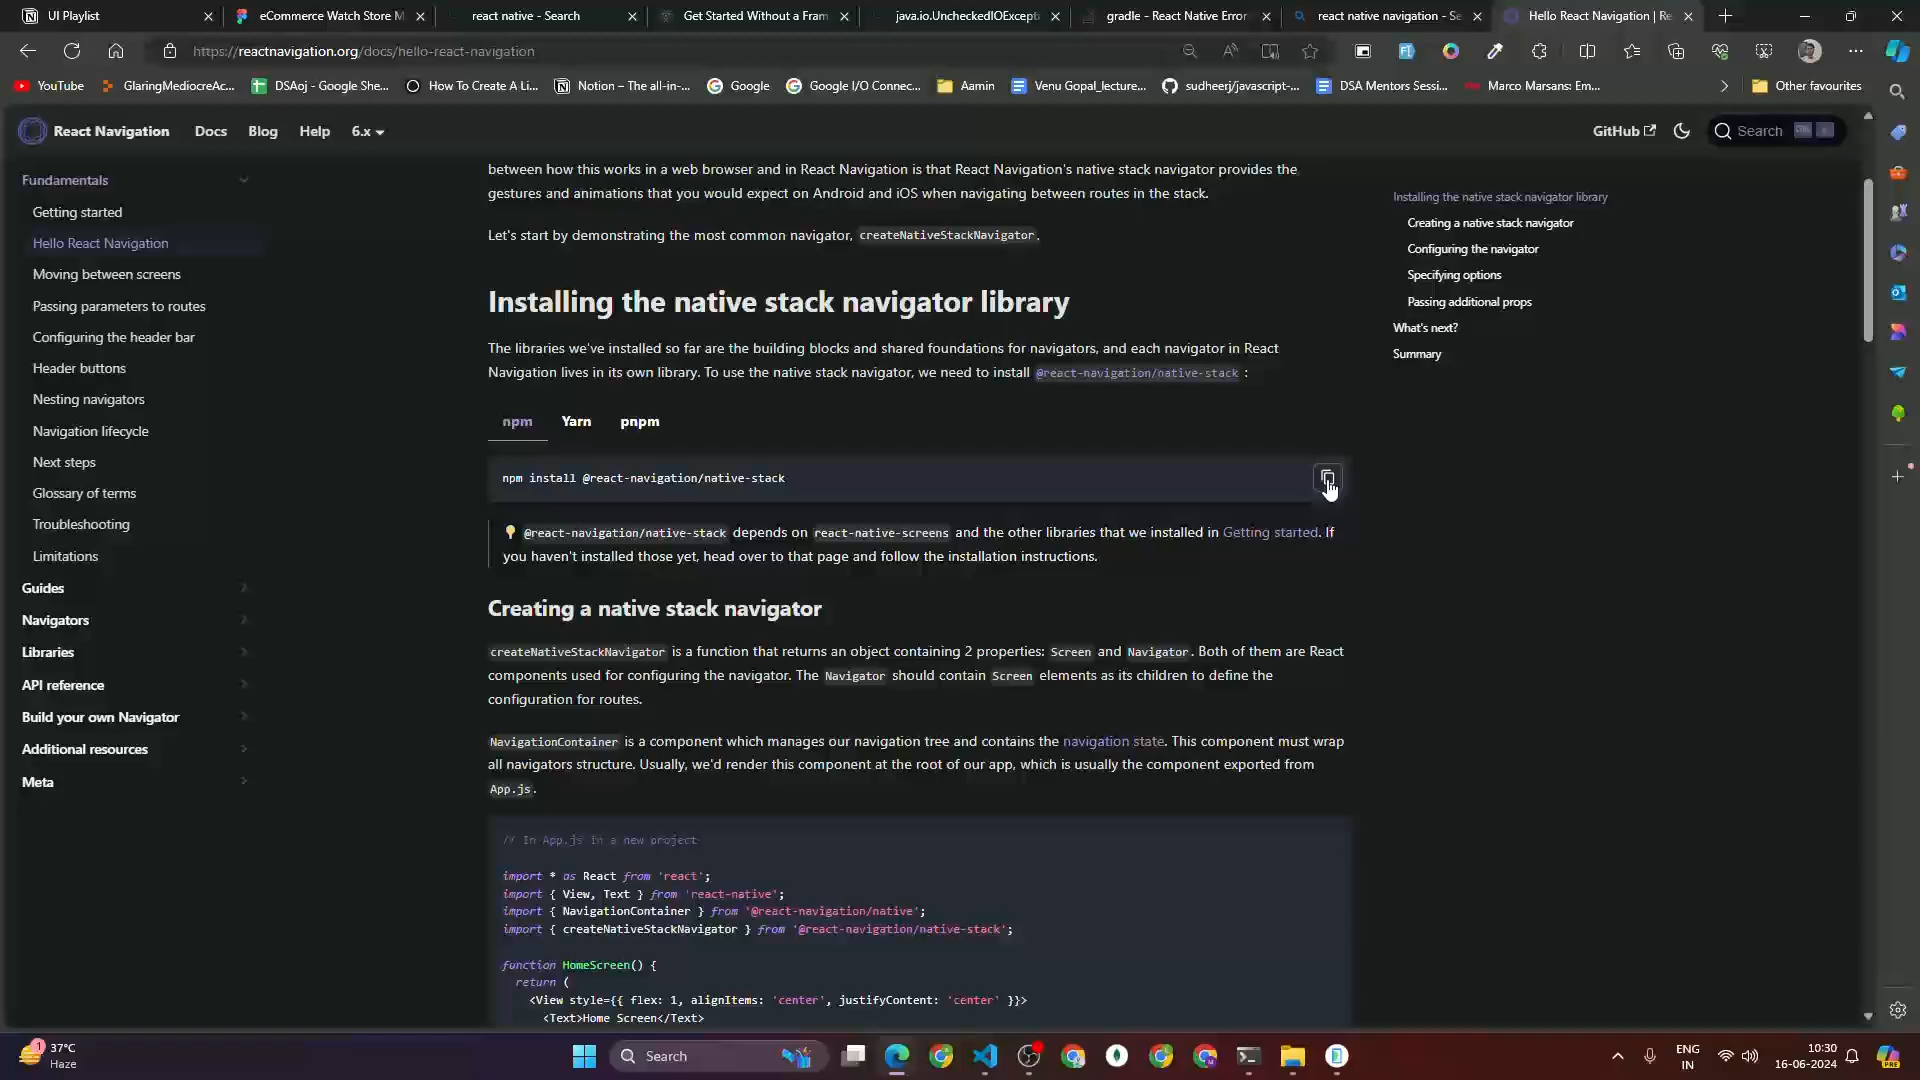 UI Playlist
eCommerce Watch Store M
react native - Search
Get Started Without a Fram
java.io.UncheckedIOExcepti
gradle - React Native Error
react native navigation - Se
Hello React Navigation | Re
https://reactnavigation.org/docs/hello-react-navigation
YouTube
GlaringMediocreAc...
DSAoj - Google She...
How To Create A Li...
Notion – The all-in-...
Google
Google I/O Connec...
Aamin
Venu Gopal_lecture...
sudheerj/javascript-...
DSA Mentors Sessi...
Marco Marsans: Em...
Other favourites
React Navigation
Docs
Blog
Help
6.x
GitHub
Search
Fundamentals
Getting started
Hello React Navigation
Moving between screens
Passing parameters to routes
Configuring the header bar
Header buttons
Nesting navigators
Navigation lifecycle
Next steps
Glossary of terms
Troubleshooting
Limitations
Guides
Navigators
Libraries
API reference
Build your own Navigator
Additional resources
Meta
between how this works in a web browser and in React Navigation is that React Navigation's native stack navigator provides the
gestures and animations that you would expect on Android and iOS when navigating between routes in the stack.
Let's start by demonstrating the most common navigator, createNativeStackNavigator.
Installing the native stack navigator library
The libraries we've installed so far are the building blocks and shared foundations for navigators, and each navigator in React
Navigation lives in its own library. To use the native stack navigator, we need to install @react-navigation/native-stack :
npm
Yarn
pnpm
npm install @react-navigation/native-stack
@react-navigation/native-stack depends on react-native-screens and the other libraries that we installed in Getting started. If
you haven't installed those yet, head over to that page and follow the installation instructions.
Creating a native stack navigator
createNativeStackNavigator is a function that returns an object containing 2 properties: Screen and Navigator. Both of them are React
components used for configuring the navigator. The Navigator should contain Screen elements as its children to define the
configuration for routes.
NavigationContainer is a component which manages our navigation tree and contains the navigation state. This component must wrap
all navigators structure. Usually, we'd render this component at the root of our app, which is usually the component exported from
App.js.
// In App.js in a new project
import * as React from 'react';
import { View, Text } from 'react-native';
import { NavigationContainer } from '@react-navigation/native';
import { createNativeStackNavigator } from '@react-navigation/native-stack';
function HomeScreen() {
return (
<View style={{ flex: 1, alignItems: 'center', justifyContent: 'center' }}>
<Text>Home Screen</Text>
Installing the native stack navigator library
Creating a native stack navigator
Configuring the navigator
Specifying options
Passing additional props
What's next?
Summary
1
37°C
Haze
Search
ENG
IN
10:30
16-06-2024